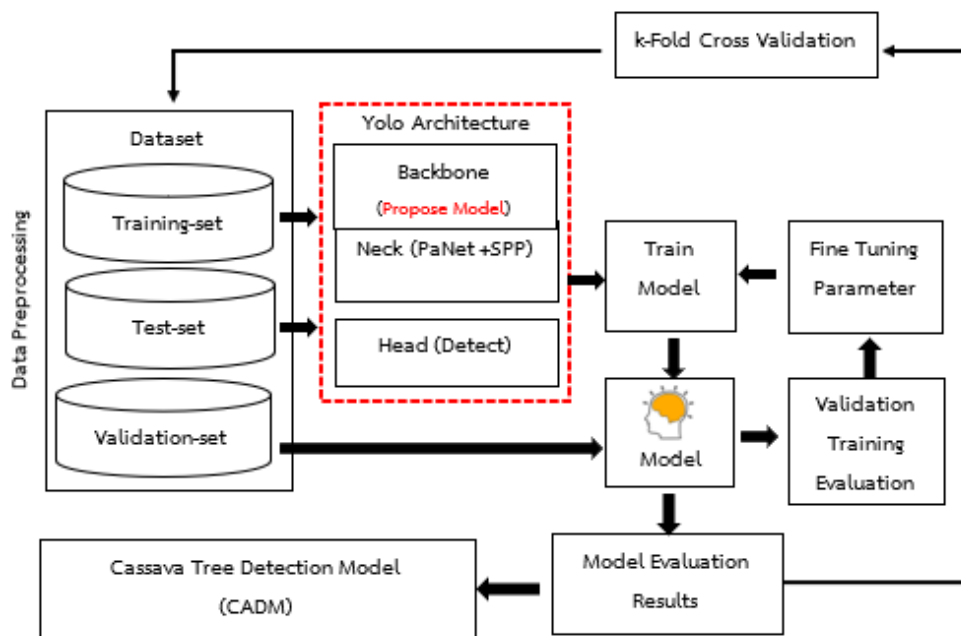 k-Fold Cross Validation
Data Preprocessing
Dataset
Training-set
Test-set
Validation-set
Yolo Architecture
Backbone
(Propose Model)
Neck (PaNet +SPP)
Head (Detect)
Train
Model
Fine Tuning
Parameter
Model
Validation
Training
Evaluation
Model Evaluation
Results
Cassava Tree Detection Model
(CADM)